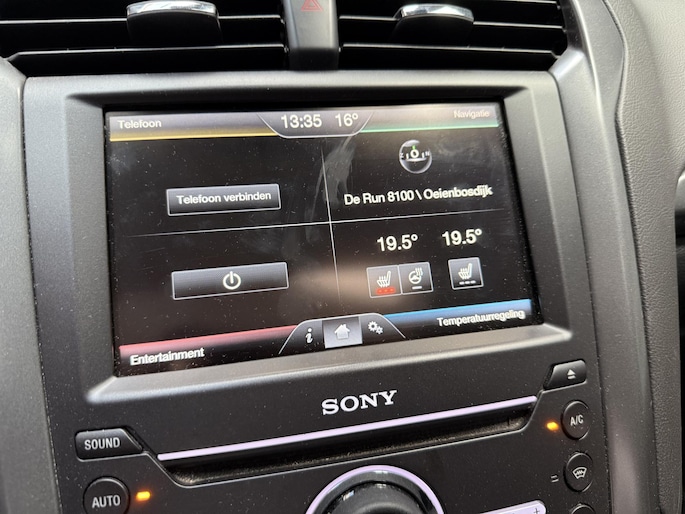 Telefoon
13:35 16°
Navigatie
Telefoon verbinden
De Run 8100 \ Oeienbosdijk
19.5° 19.5°
i
Entertainment
Temperatuurregeling
SONY
SOUND
A/C
AUTO